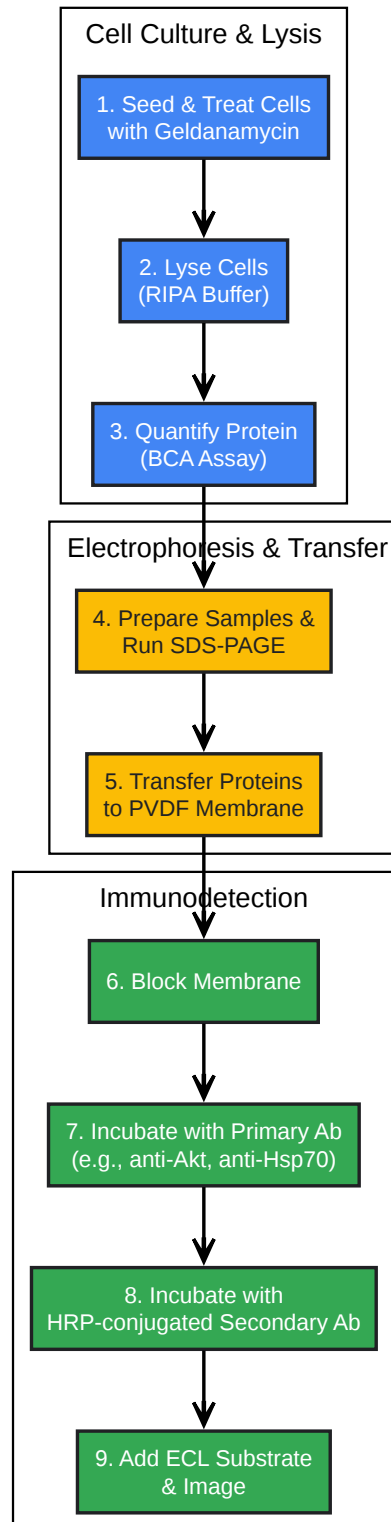 Cell Culture & Lysis
1. Seed & Treat Cells
with Geldanamycin
2. Lyse Cells
(RIPA Buffer)
3. Quantify Protein
(BCA Assay)
Electrophoresis & Transfer
4. Prepare Samples &
Run SDS-PAGE
5. Transfer Proteins
to PVDF Membrane
Immunodetection
6. Block Membrane
7. Incubate with Primary Ab
(e.g., anti-Akt, anti-Hsp70)
8. Incubate with
HRP-conjugated Secondary Ab
9. Add ECL Substrate
& Image